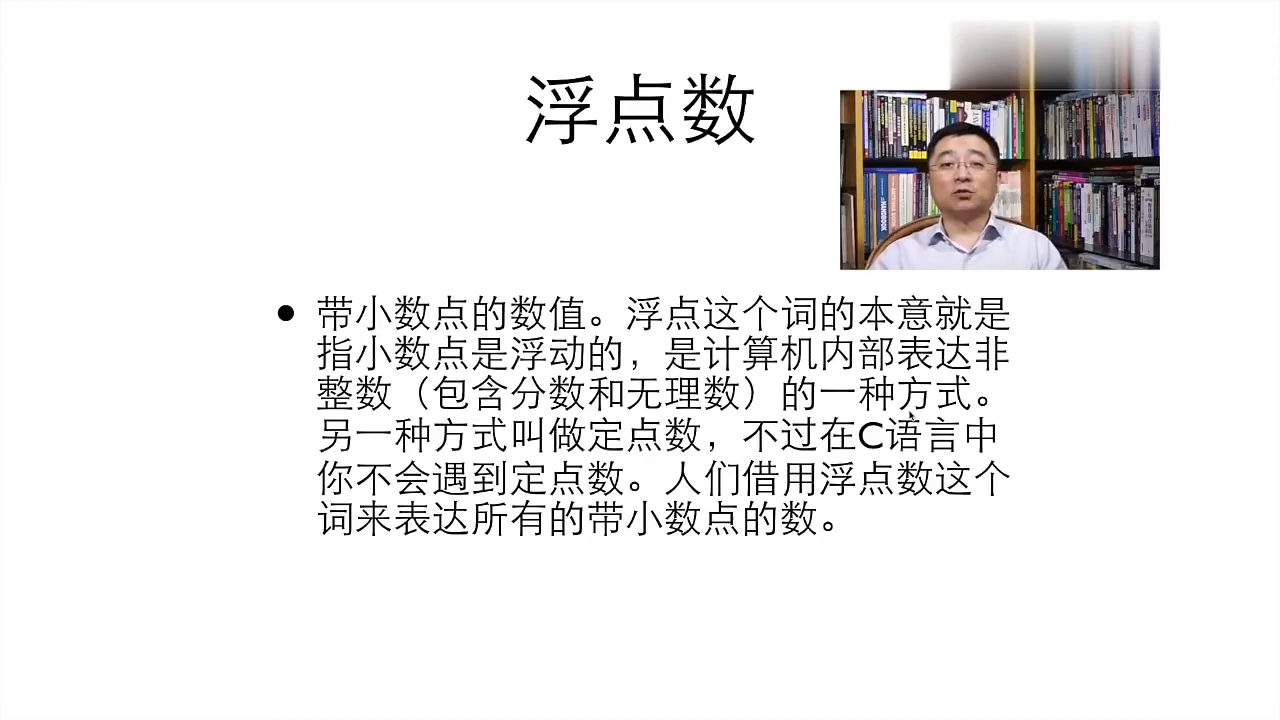 浮点数
• 带小数点的数值。浮点这个词的本意就是
指小数点是浮动的，是计算机内部表达非
整数（包含分数和无理数）的一种方式。
另一种方式叫做定点数，不过在C语言中
你不会遇到定点数。人们借用浮点数这个
词来表达所有的带小数点的数。